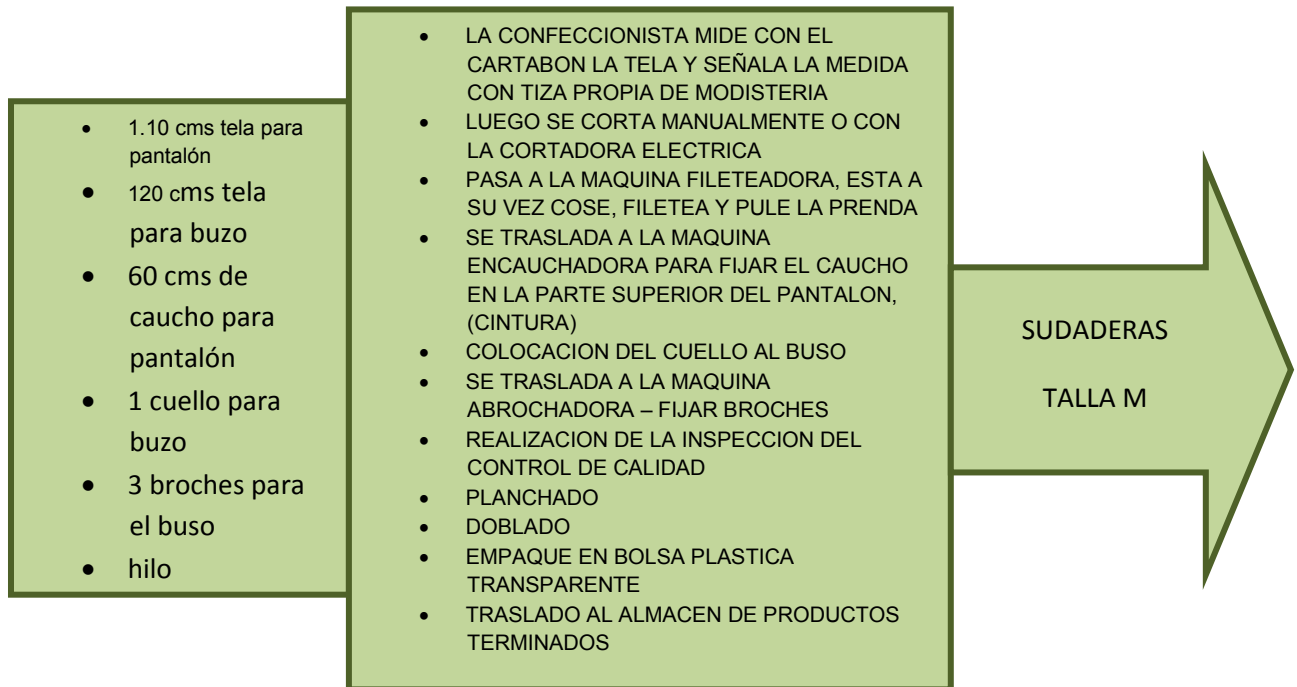 • 1.10 cms tela para
pantalón
• 120 cms tela
para buzo
• 60 cms de
caucho para
pantalón
• 1 cuello para
buzo
• 3 broches para
el buso
• hilo
• LA CONFECCIONISTA MIDE CON EL
CARTABON LA TELA Y SEÑALA LA MEDIDA
CON TIZA PROPIA DE MODISTERIA
• LUEGO SE CORTA MANUALMENTE O CON
LA CORTADORA ELECTRICA
• PASA A LA MAQUINA FILETEADORA, ESTA A
SU VEZ COSE, FILETEA Y PULE LA PRENDA
• SE TRASLADA A LA MAQUINA
ENCAUCHADORA PARA FIJAR EL CAUCHO
EN LA PARTE SUPERIOR DEL PANTALON,
(CINTURA)
• COLOCACION DEL CUELLO AL BUSO
• SE TRASLADA A LA MAQUINA
ABROCHADORA – FIJAR BROCHES
• REALIZACION DE LA INSPECCION DEL
CONTROL DE CALIDAD
• PLANCHADO
• DOBLADO
• EMPAQUE EN BOLSA PLASTICA
TRANSPARENTE
• TRASLADO AL ALMACEN DE PRODUCTOS
TERMINADOS
SUDADERAS
TALLA M